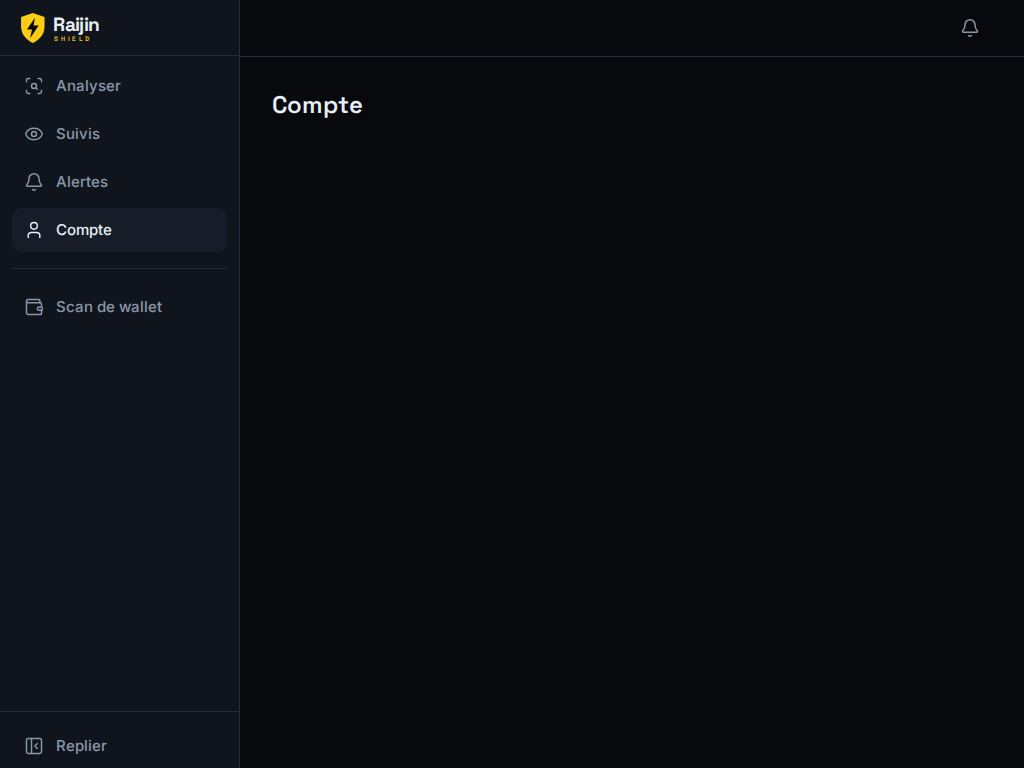 Raijin
SHIELD
Analyser
Suivis
Alertes
Compte
Scan de wallet
Replier
Compte